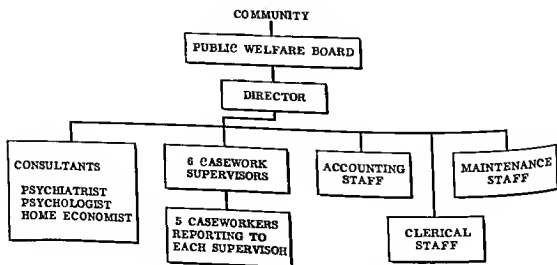 COMMUNITY
PUBLIC WELFARE BOARD
DIRECTOR
CONSULTANTS
PSYCHIATRIST
PSYCHOLOGIST
HOME ECONOMIST
6 CASEWORK
SUPERVISORS
5 CASEWORKERS
REPORTING TO
EACH SUPERVISOR
ACCOUNTING
STAFF
CLERICAL
STAFF
MAINTENANCE
STAFF